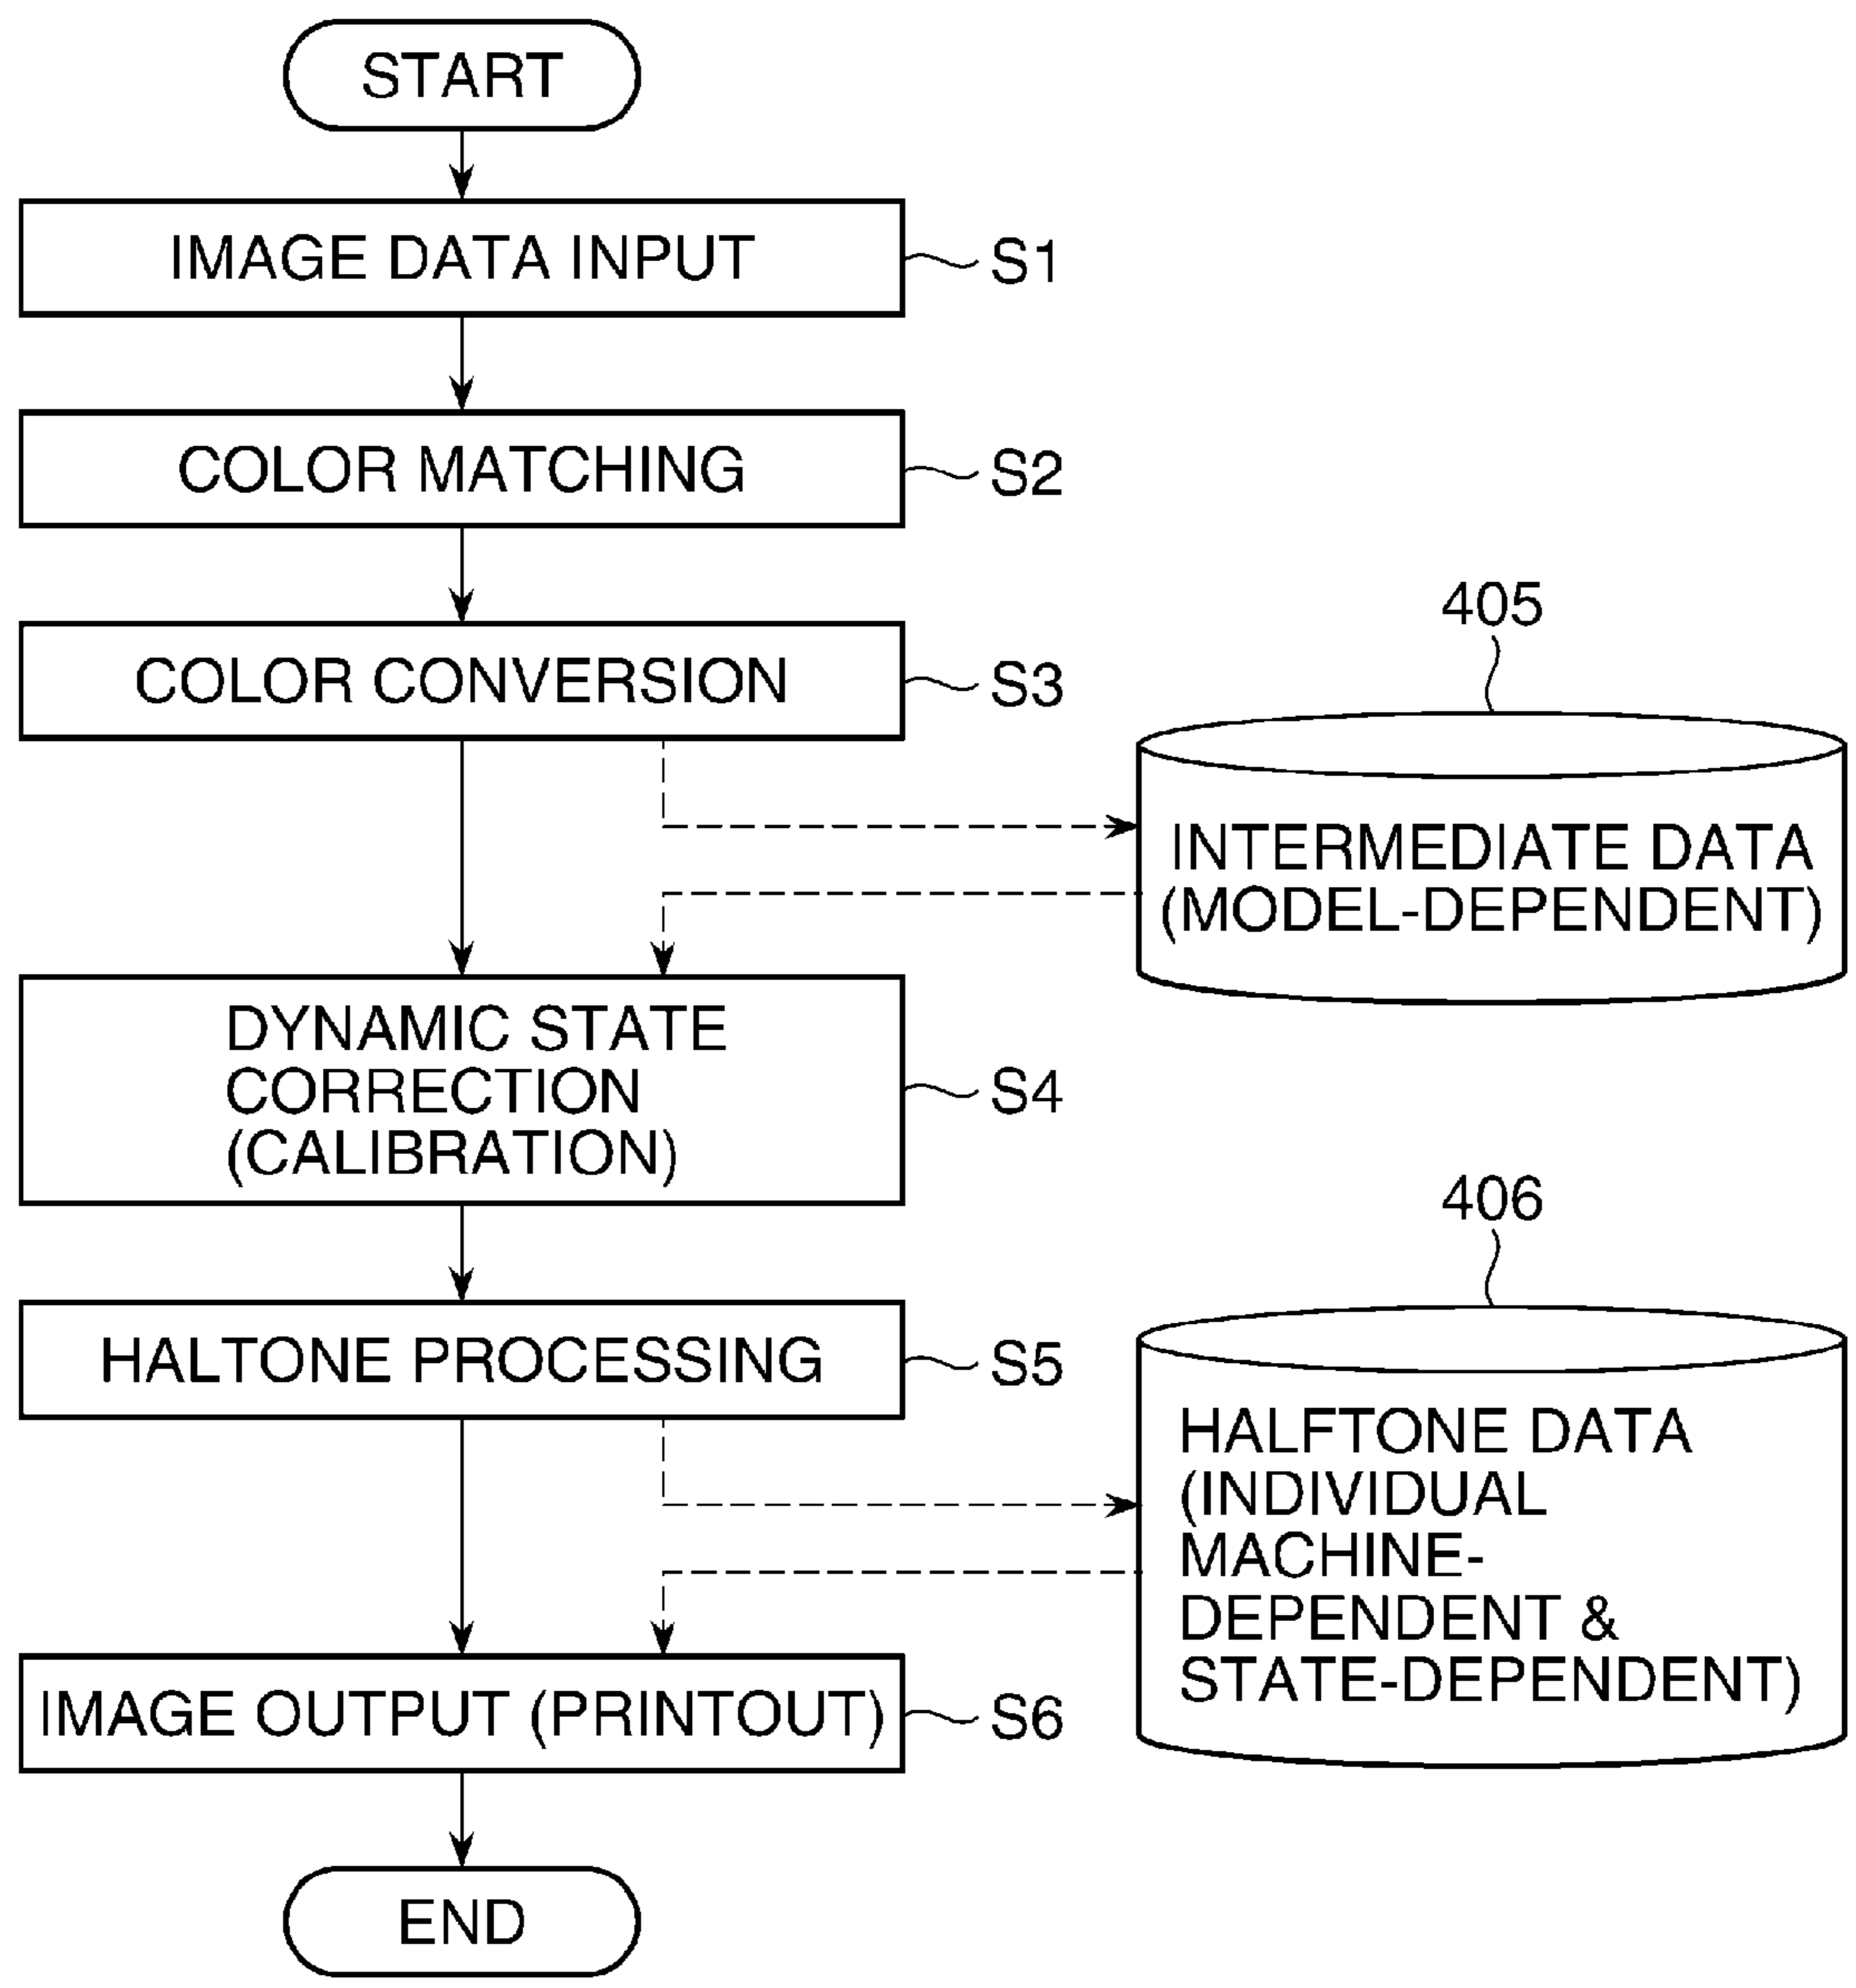 START
IMAGE DATA INPUT
S1
COLOR MATCHING
S2
COLOR CONVERSION
S3
405
INTERMEDIATE DATA
(MODEL-DEPENDENT)
DYNAMIC STATE
CORRECTION
(CALIBRATION)
S4
406
HALTONE PROCESSING
S5
HALFTONE DATA
(INDIVIDUAL
MACHINE-
DEPENDENT &
STATE-DEPENDENT)
IMAGE OUTPUT (PRINTOUT)
S6
END